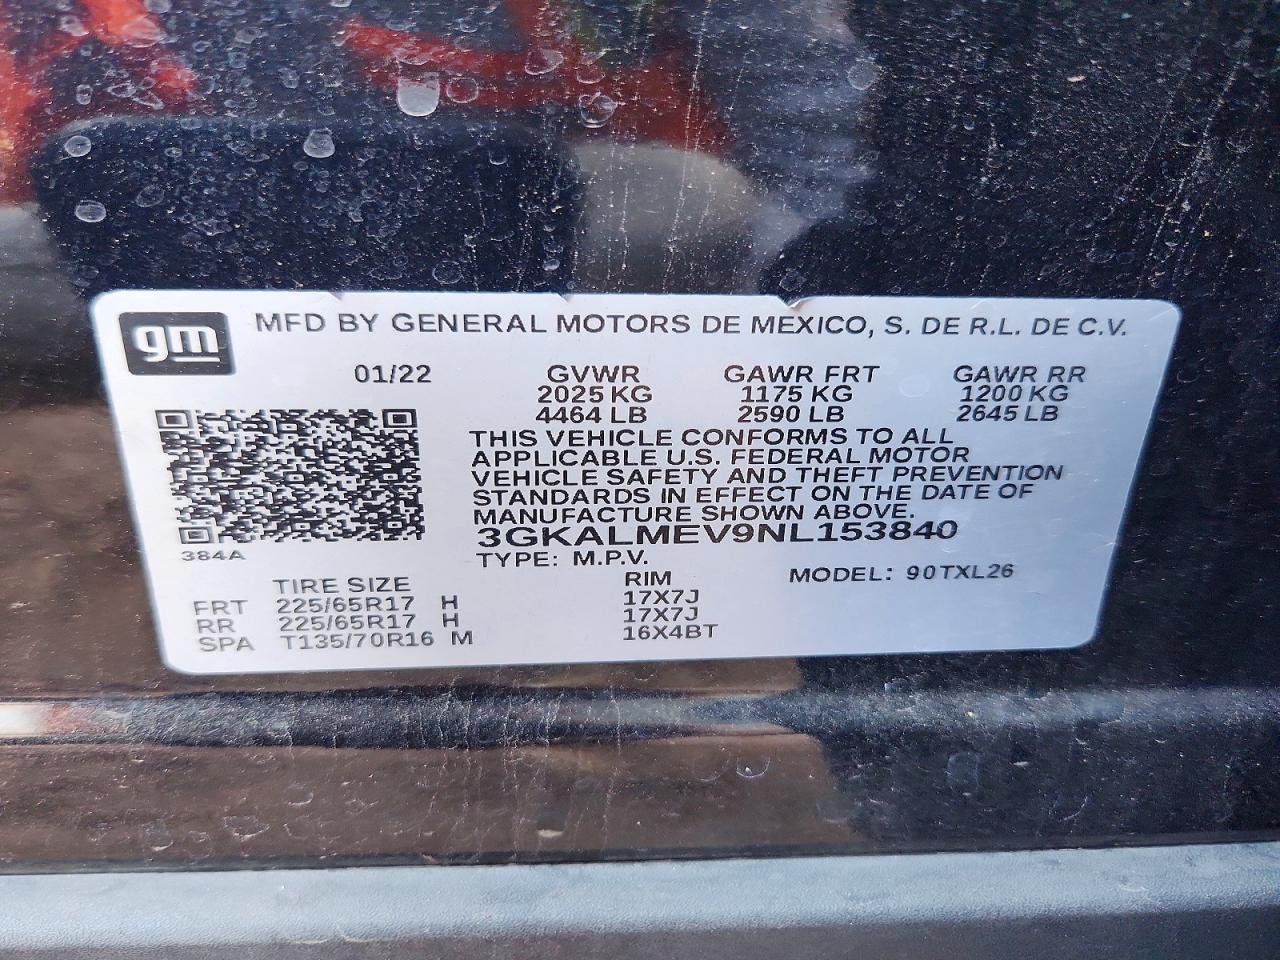 gm
MFD BY GENERAL MOTORS DE MEXICO, S. DE R.L. DE C.V.
01/22 GVWR GAWR FRT GAWR RR
2025 KG 1175 KG 1200 KG
4464 LB 2590 LB 2645 LB
THIS VEHICLE CONFORMS TO ALL
APPLICABLE U.S. FEDERAL MOTOR
VEHICLE SAFETY AND THEFT PREVENTION
STANDARDS IN EFFECT ON THE DATE OF
MANUFACTURE SHOWN ABOVE.
3GKALMEV9NL153840
384A
TYPE: M.P.V.
MODEL: 90TXL26
TIRE SIZE RIM
FRT 225/65R17 H 17X7J
RR 225/65R17 H 17X7J
SPA T135/70R16 M 16X4BT